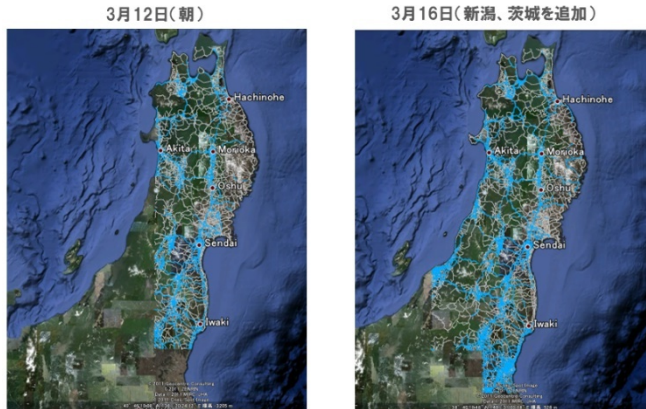 3月12日(朝)
3月16日(新潟、茨城を追加)
Hachinohe
Akita
Morioka
Oshu
Sendai
Iwaki
Hachinohe
Akita
Morioka
Oshu
Sendai
Iwaki